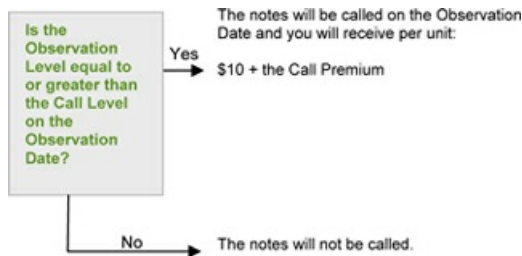 Is the
Observation
Level equal to
or greater than
the Call Level
on the
Observation
Date?
Yes
The notes will be called on the Observation
Date and you will receive per unit:
$10 + the Call Premium
No
The notes will not be called.